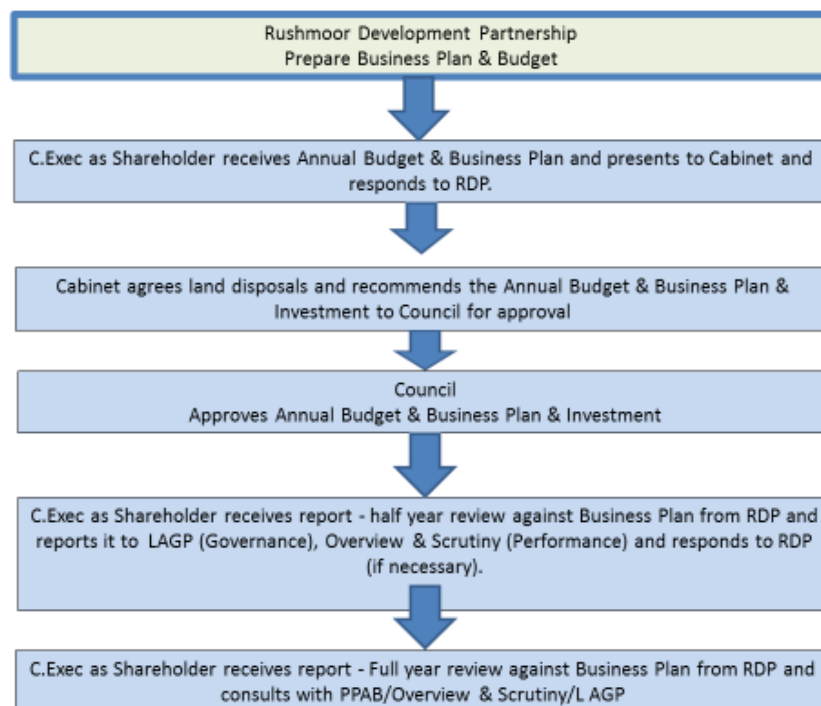 Rushmoor Development Partnership
Prepare Business Plan & Budget
C.Exec as Shareholder receives Annual Budget & Business Plan and presents to Cabinet and
responds to RDP.
Cabinet agrees land disposals and recommends the Annual Budget & Business Plan &
Investment to Council for approval
Council
Approves Annual Budget & Business Plan & Investment
C.Exec as Shareholder receives report - half year review against Business Plan from RDP and
reports it to LAGP (Governance), Overview & Scrutiny (Performance) and responds to RDP
(if necessary).
C.Exec as Shareholder receives report - Full year review against Business Plan from RDP and
consults with PPAB/Overview & Scrutiny/L AGP